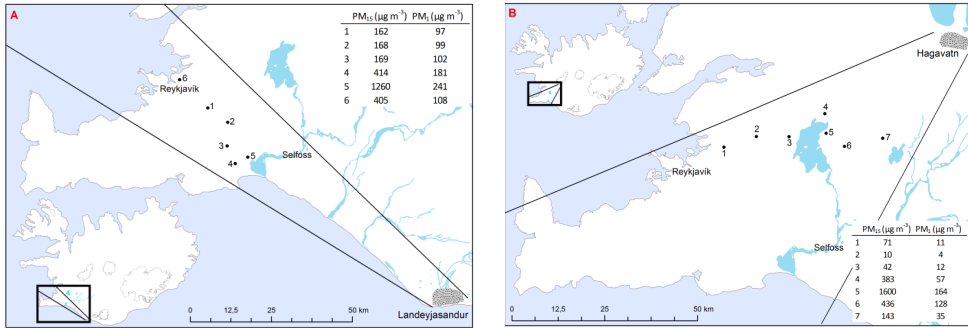 A
PM₁₅ (µg m⁻³) PM₁ (µg m⁻³)
1 162 97
2 168 99
3 169 102
4 414 181
5 1260 241
6 405 108
6
Reykjavík
1
2
3
4
5
Selfoss
Landeyjasandur
0 12,5 25 50 km
B
Hagavatn
4
2
3
5
7
1
6
Reykjavík
Selfoss
PM₁₅ (µg m⁻³) PM₁ (µg m⁻³)
1 71 11
2 10 4
3 42 12
4 383 57
5 1600 164
6 436 128
7 143 35
0 12,5 25 50 km